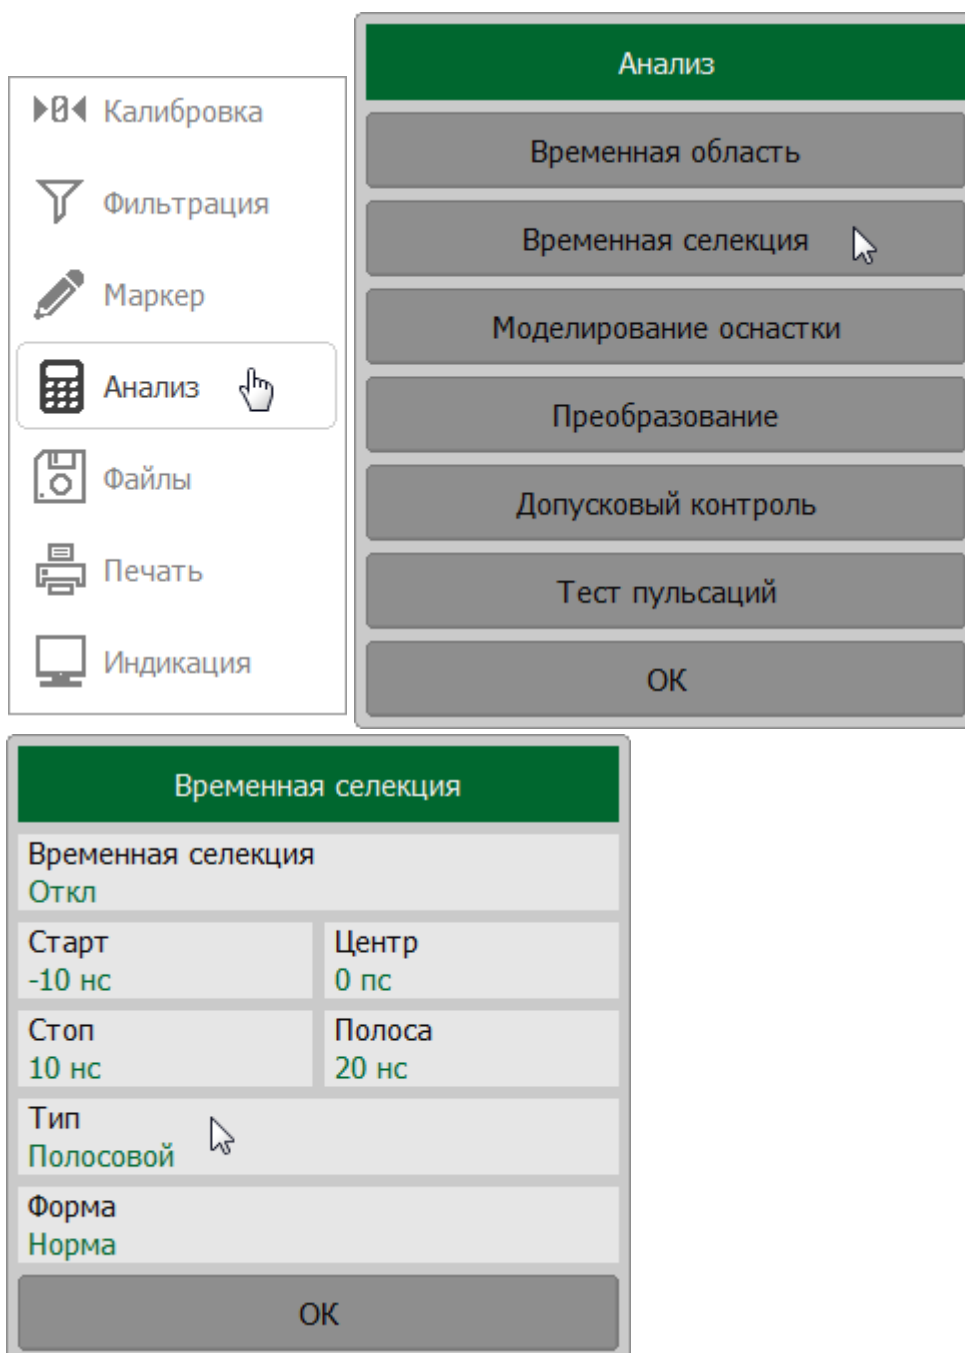 Калибровка
Фильтрация
Маркер
Анализ
Файлы
Печать
Индикация
Анализ
Временная область
Временная селекция
Моделирование оснастки
Преобразование
Допусковый контроль
Тест пульсаций
ОК
Временная селекция
Временная селекция
Откл
Старт
-10 нс
Центр
0 пс
Стоп
10 нс
Полоса
20 нс
Тип
Полосовой
Форма
Норма
ОК